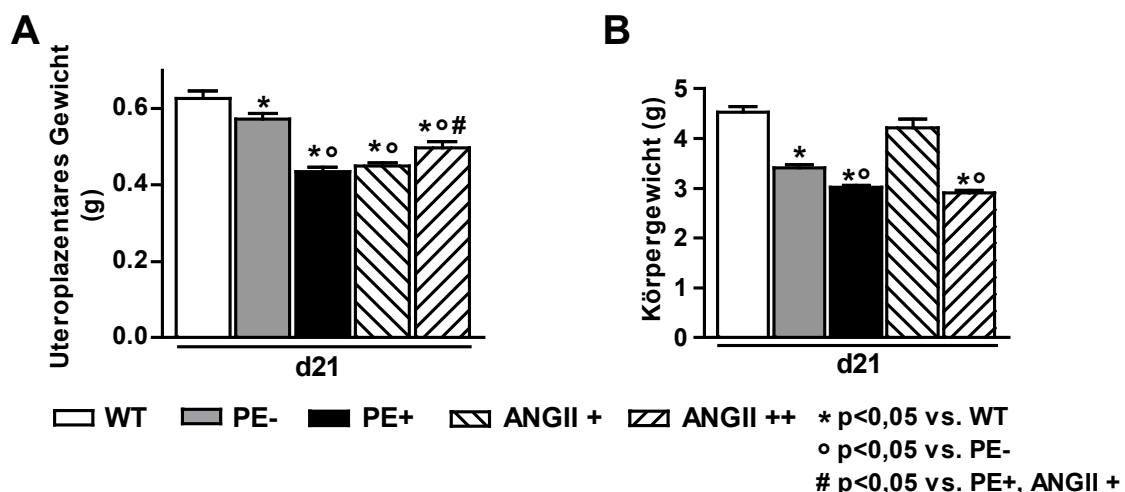 A
Uteroplazentares Gewicht
(g)
0.6
0.4
0.2
0.0
*
*°
*°
*°#
d21
B
Körpergewicht (g)
5
4
3
2
1
0
*
*°
*°
d21
WT PE- PE+ ANGII + ANGII ++
* p<0,05 vs. WT
° p<0,05 vs. PE-
# p<0,05 vs. PE+, ANGII +